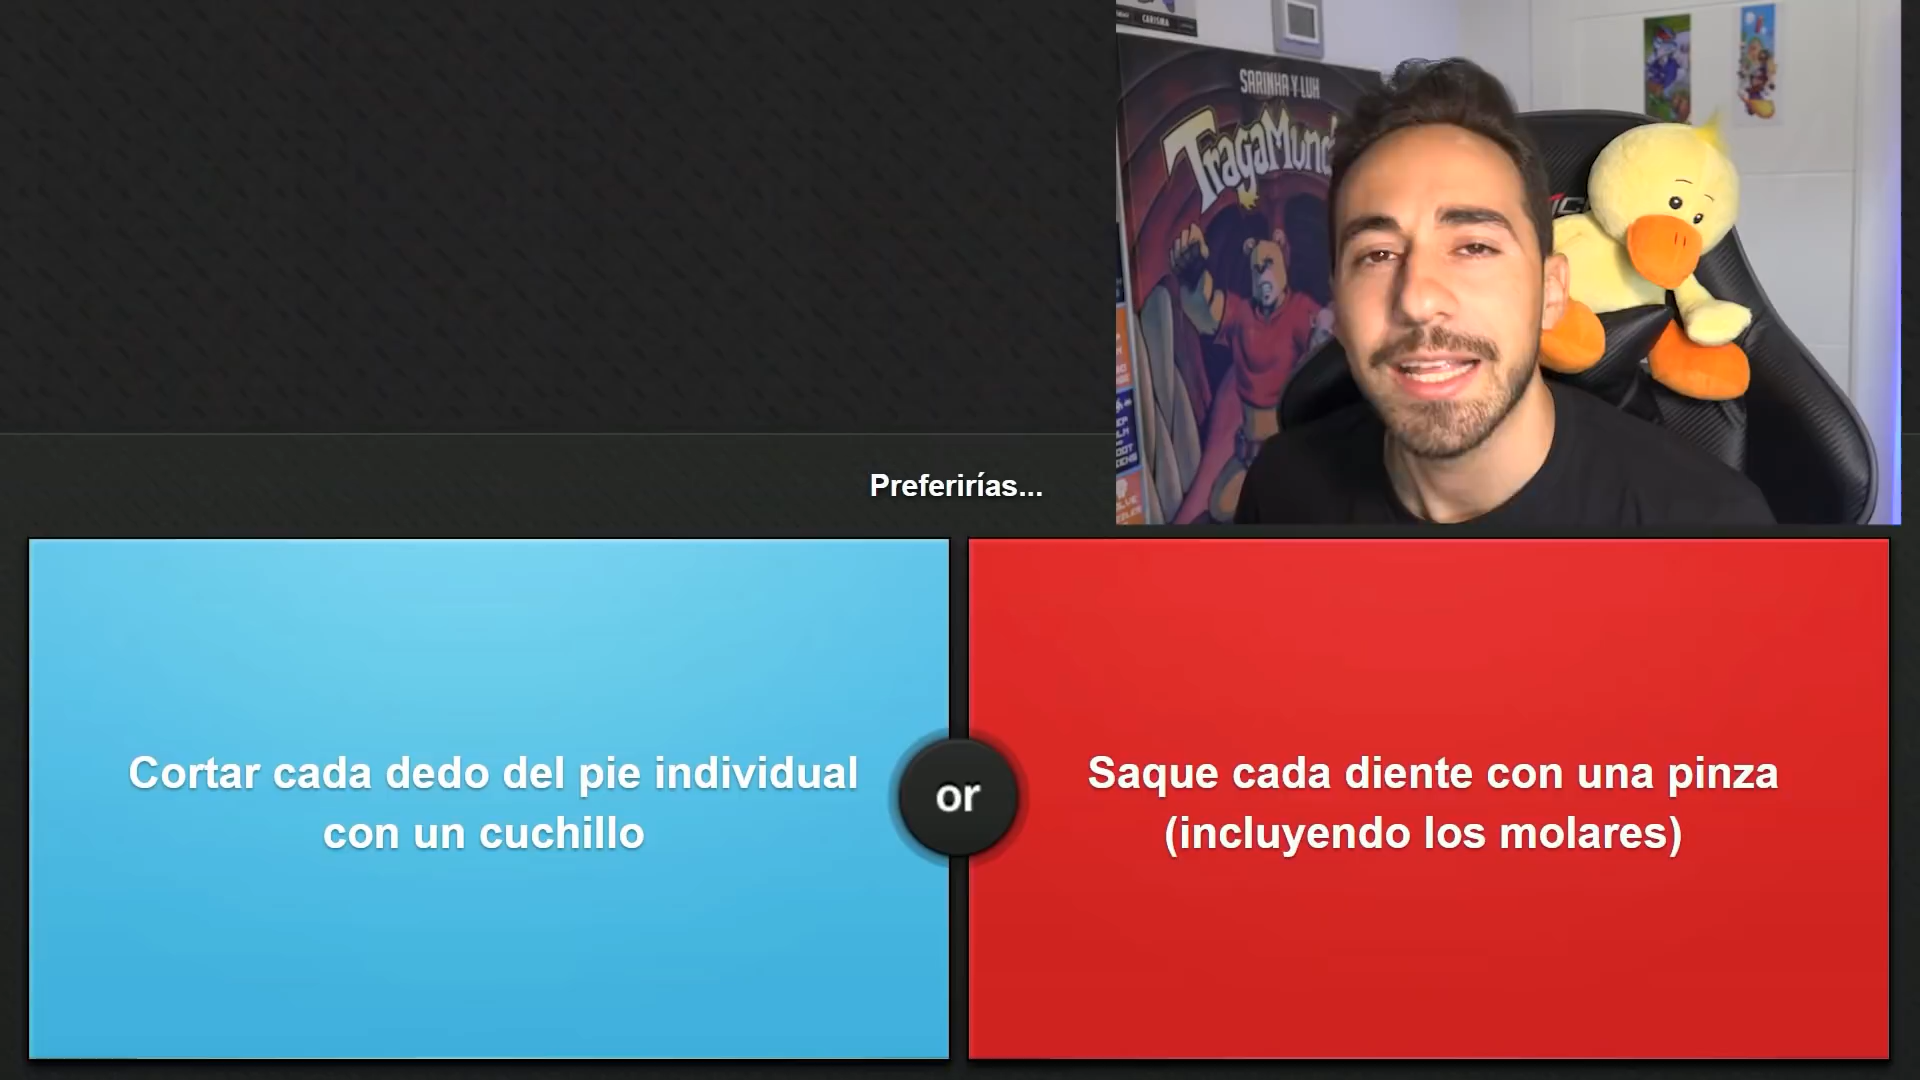 CARISMA
SARINHA Y LUH
TragaMund
Preferirías...
Cortar cada dedo del pie individual
con un cuchillo
or
Saque cada diente con una pinza
(incluyendo los molares)